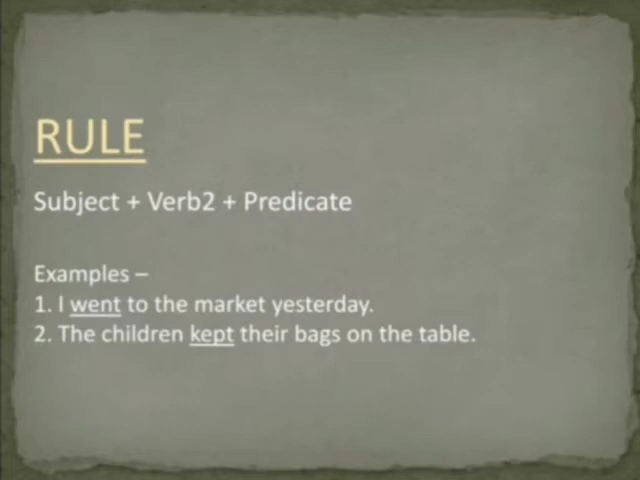 RULE
Subject + Verb2 + Predicate
Examples –
1. I went to the market yesterday.
2. The children kept their bags on the table.